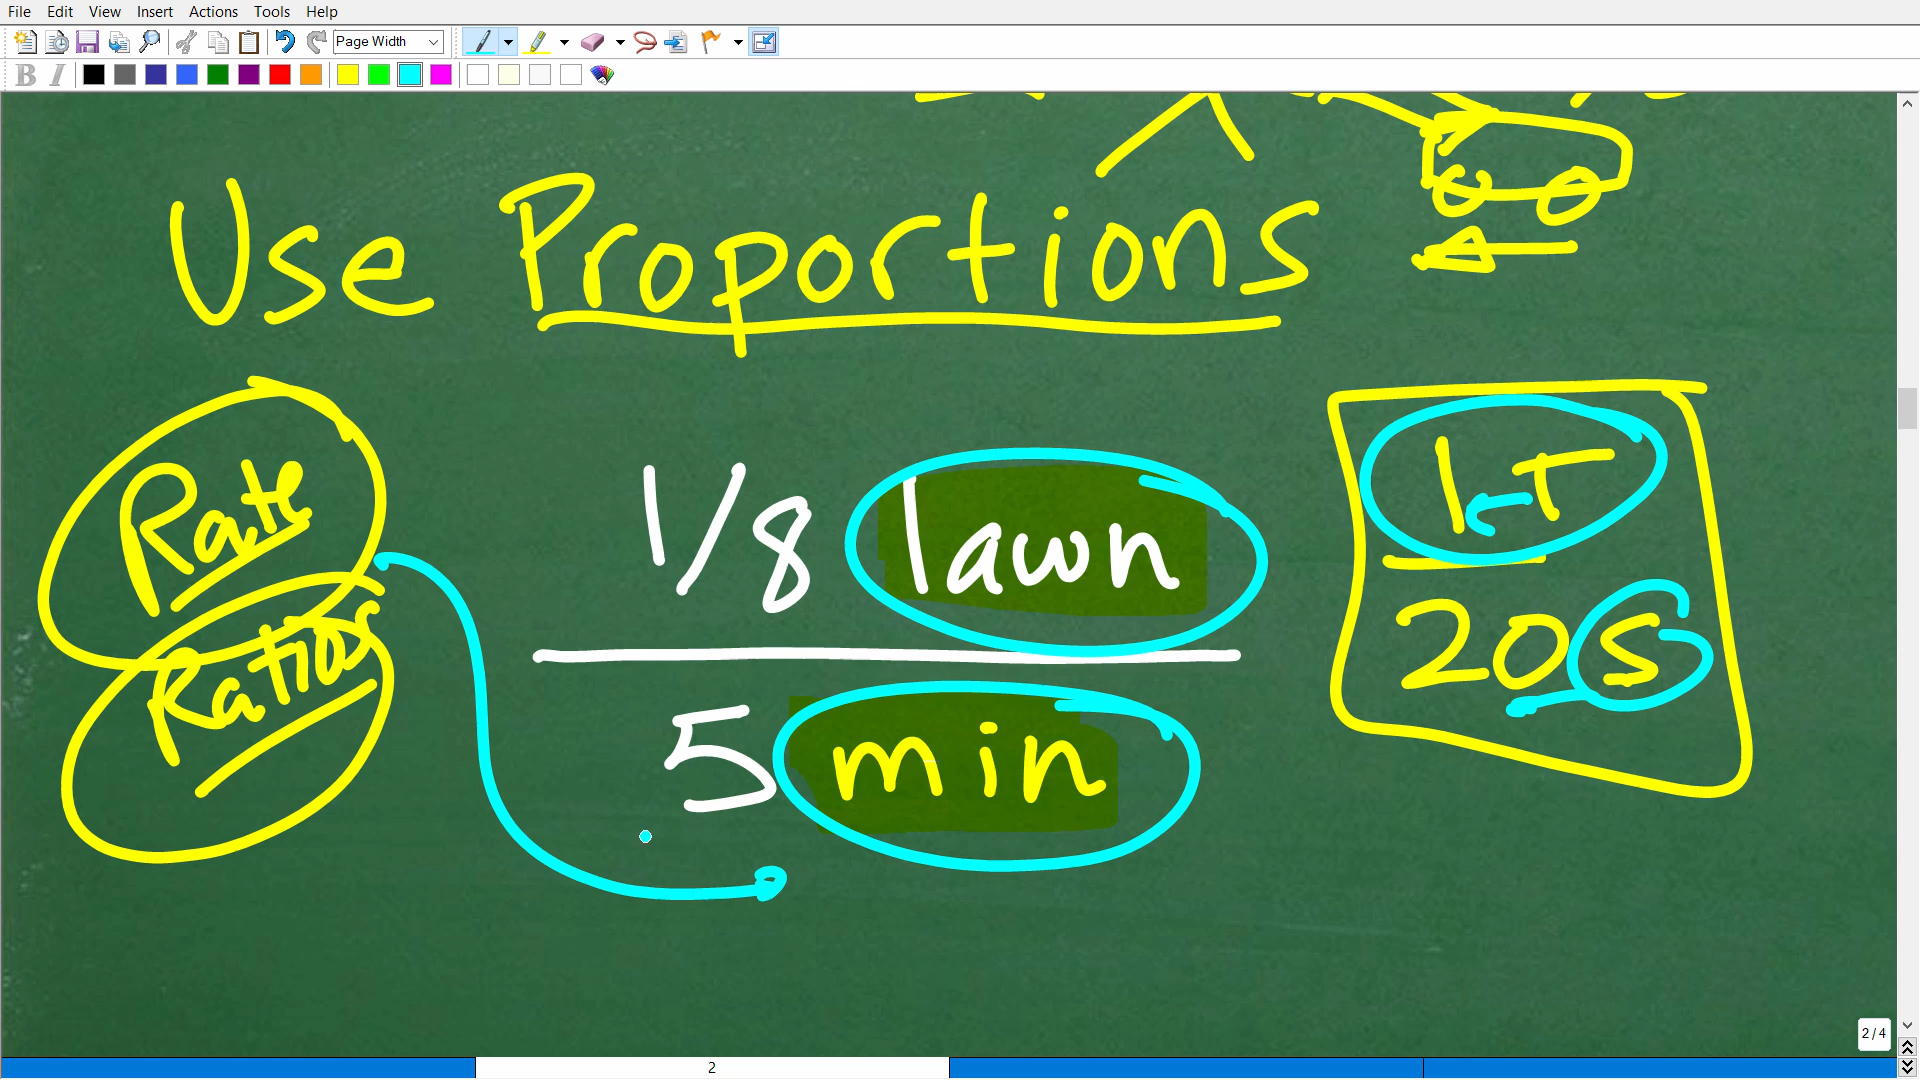 File Edit View Insert Actions Tools Help
Page Width
B I
Use Proportions
Rate
Ratios
1/8 lawn
5 min
1 T
20 S
2 / 4
2